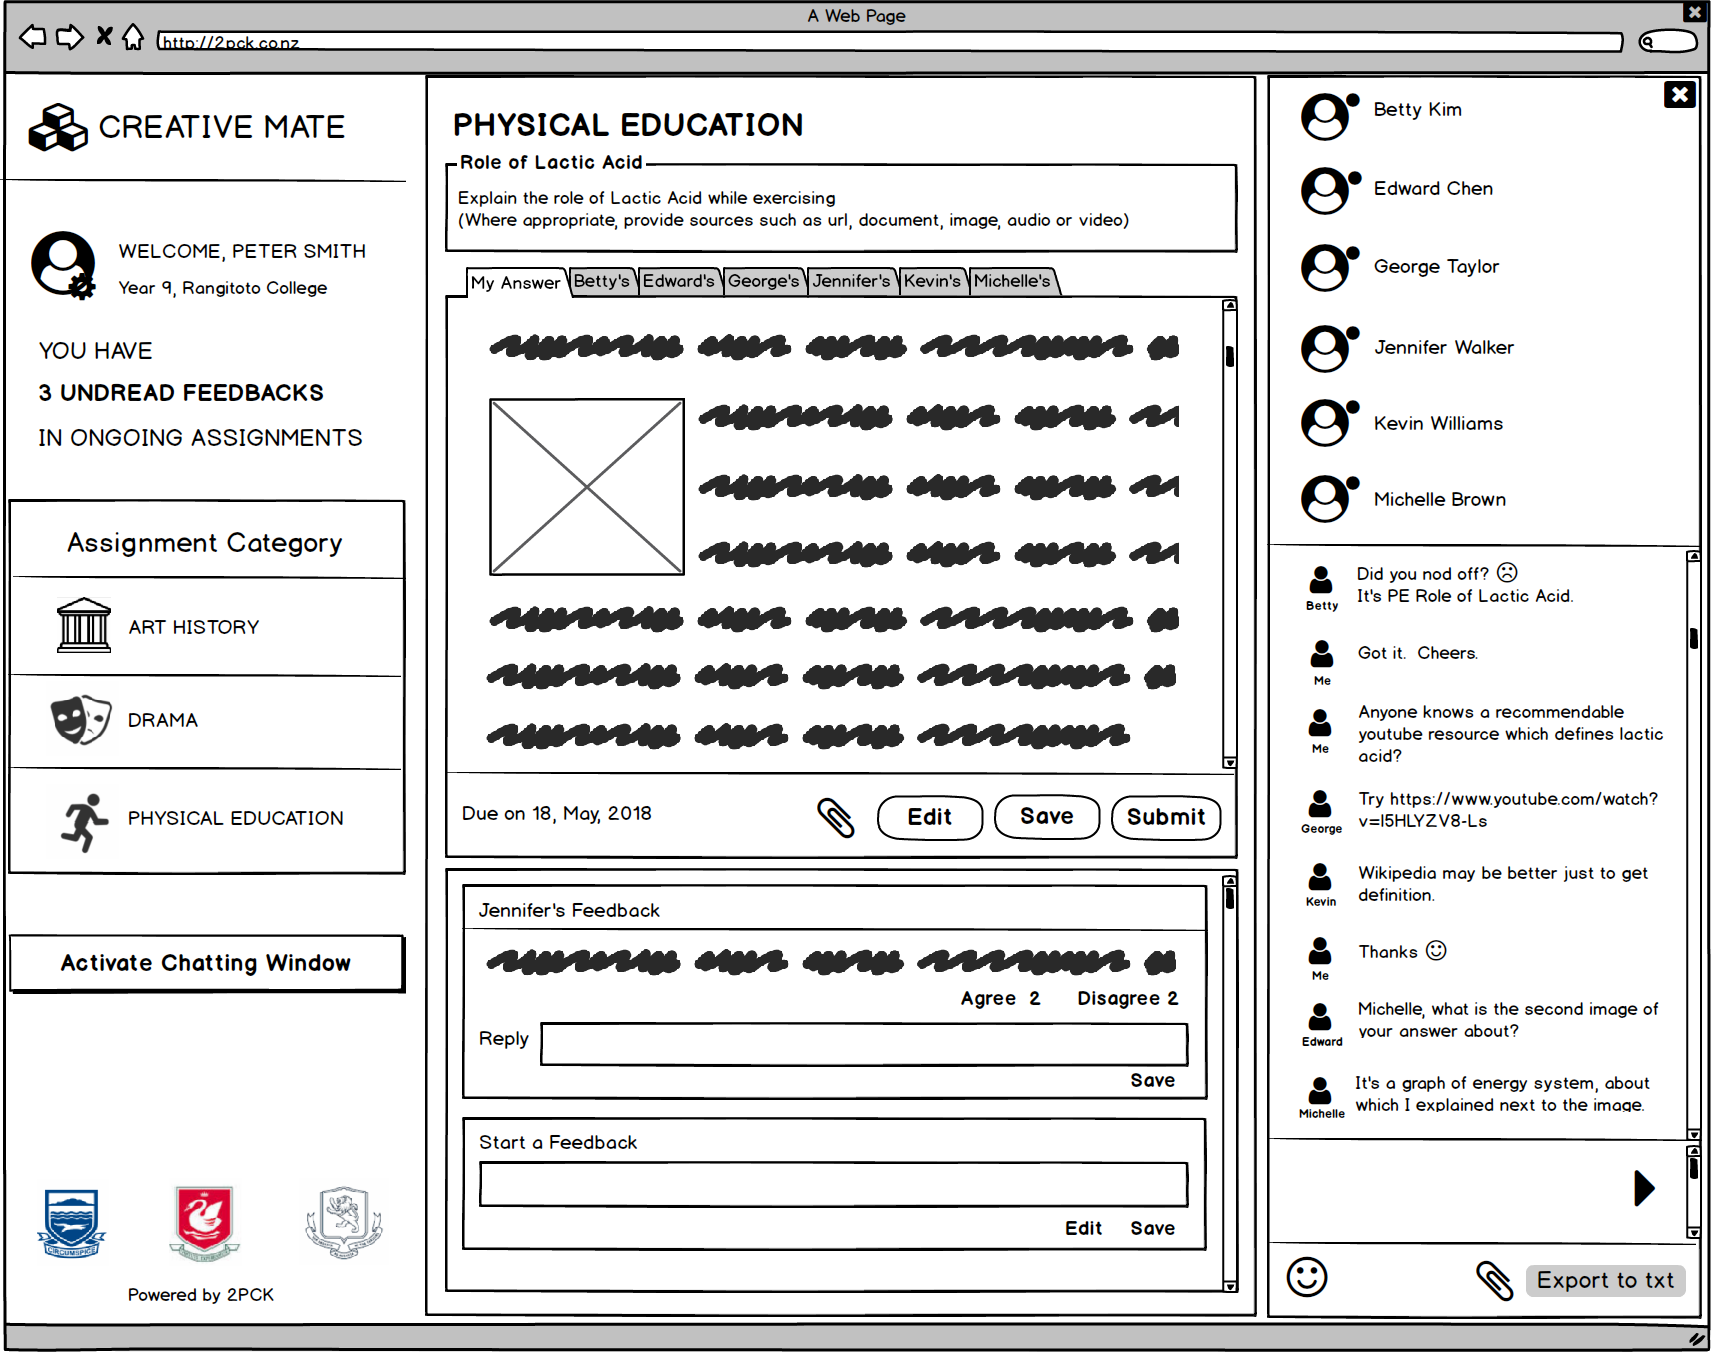 A Web Page
http://2pck.co.nz
CREATIVE MATE
WELCOME, PETER SMITH
Year 9, Rangitoto College
YOU HAVE
3 UNDREAD FEEDBACKS
IN ONGOING ASSIGNMENTS
Assignment Category
ART HISTORY
DRAMA
PHYSICAL EDUCATION
Activate Chatting Window
CIRCUMSPICE
Powered by 2PCK
PHYSICAL EDUCATION
Role of Lactic Acid
Explain the role of Lactic Acid while exercising
(Where appropriate, provide sources such as url, document, image, audio or video)
My Answer Betty's Edward's George's Jennifer's Kevin's Michelle's
Due on 18, May, 2018
Edit Save Submit
Jennifer's Feedback
Agree 2 Disagree 2
Reply
Save
Start a Feedback
Edit Save
Betty Kim
Edward Chen
George Taylor
Jennifer Walker
Kevin Williams
Michelle Brown
Did you nod off? ☹
It's PE Role of Lactic Acid.
Betty
Got it. Cheers.
Me
Anyone knows a recommendable
youtube resource which defines lactic
acid?
Me
Try https://www.youtube.com/watch?
v=I5HLYZV8-Ls
George
Wikipedia may be better just to get
definition.
Kevin
Thanks ☺
Me
Michelle, what is the second image of
your answer about?
Edward
It's a graph of energy system, about
which I explained next to the image.
Michelle
Export to txt